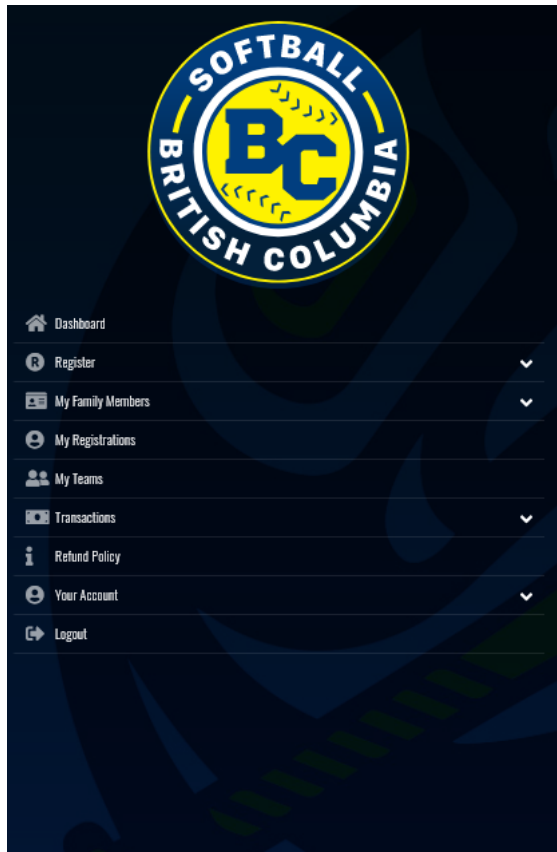 SOFTBALL
BC
BRITISH COLUMBIA
Dashboard
R Register
My Family Members
My Registrations
My Teams
Transactions
Refund Policy
Your Account
Logout